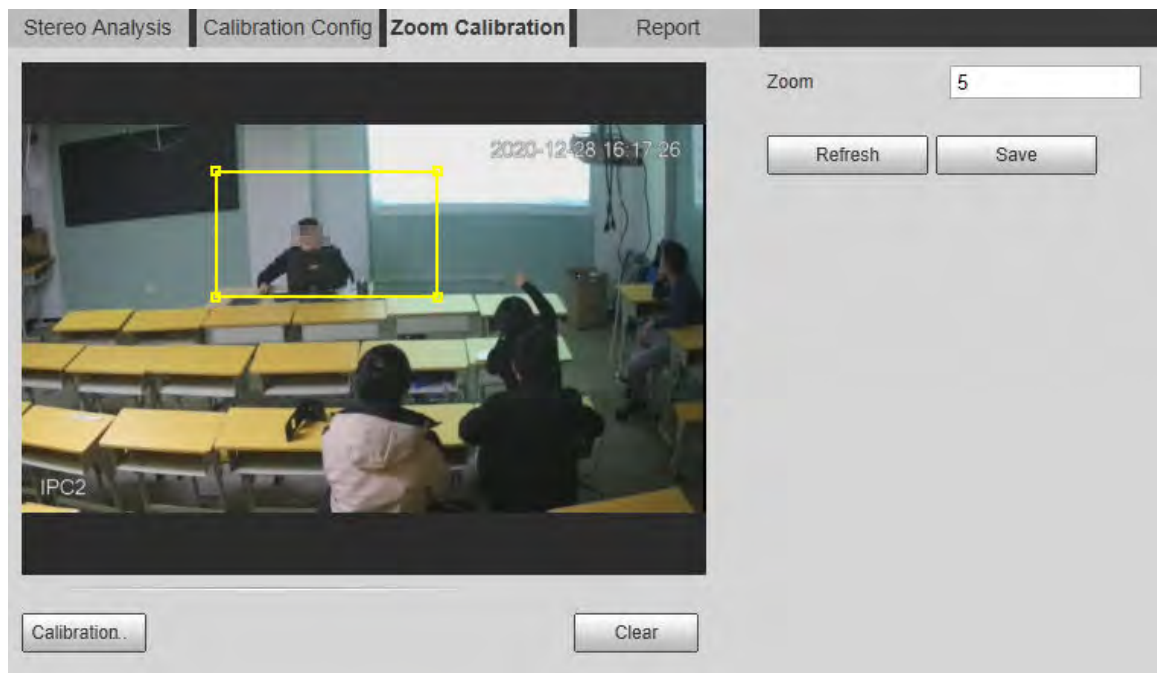 Stereo Analysis Calibration Config Zoom Calibration Report
Zoom 5
2020-12-28 16:17:26
Refresh Save
IPC2
Calibration.. Clear